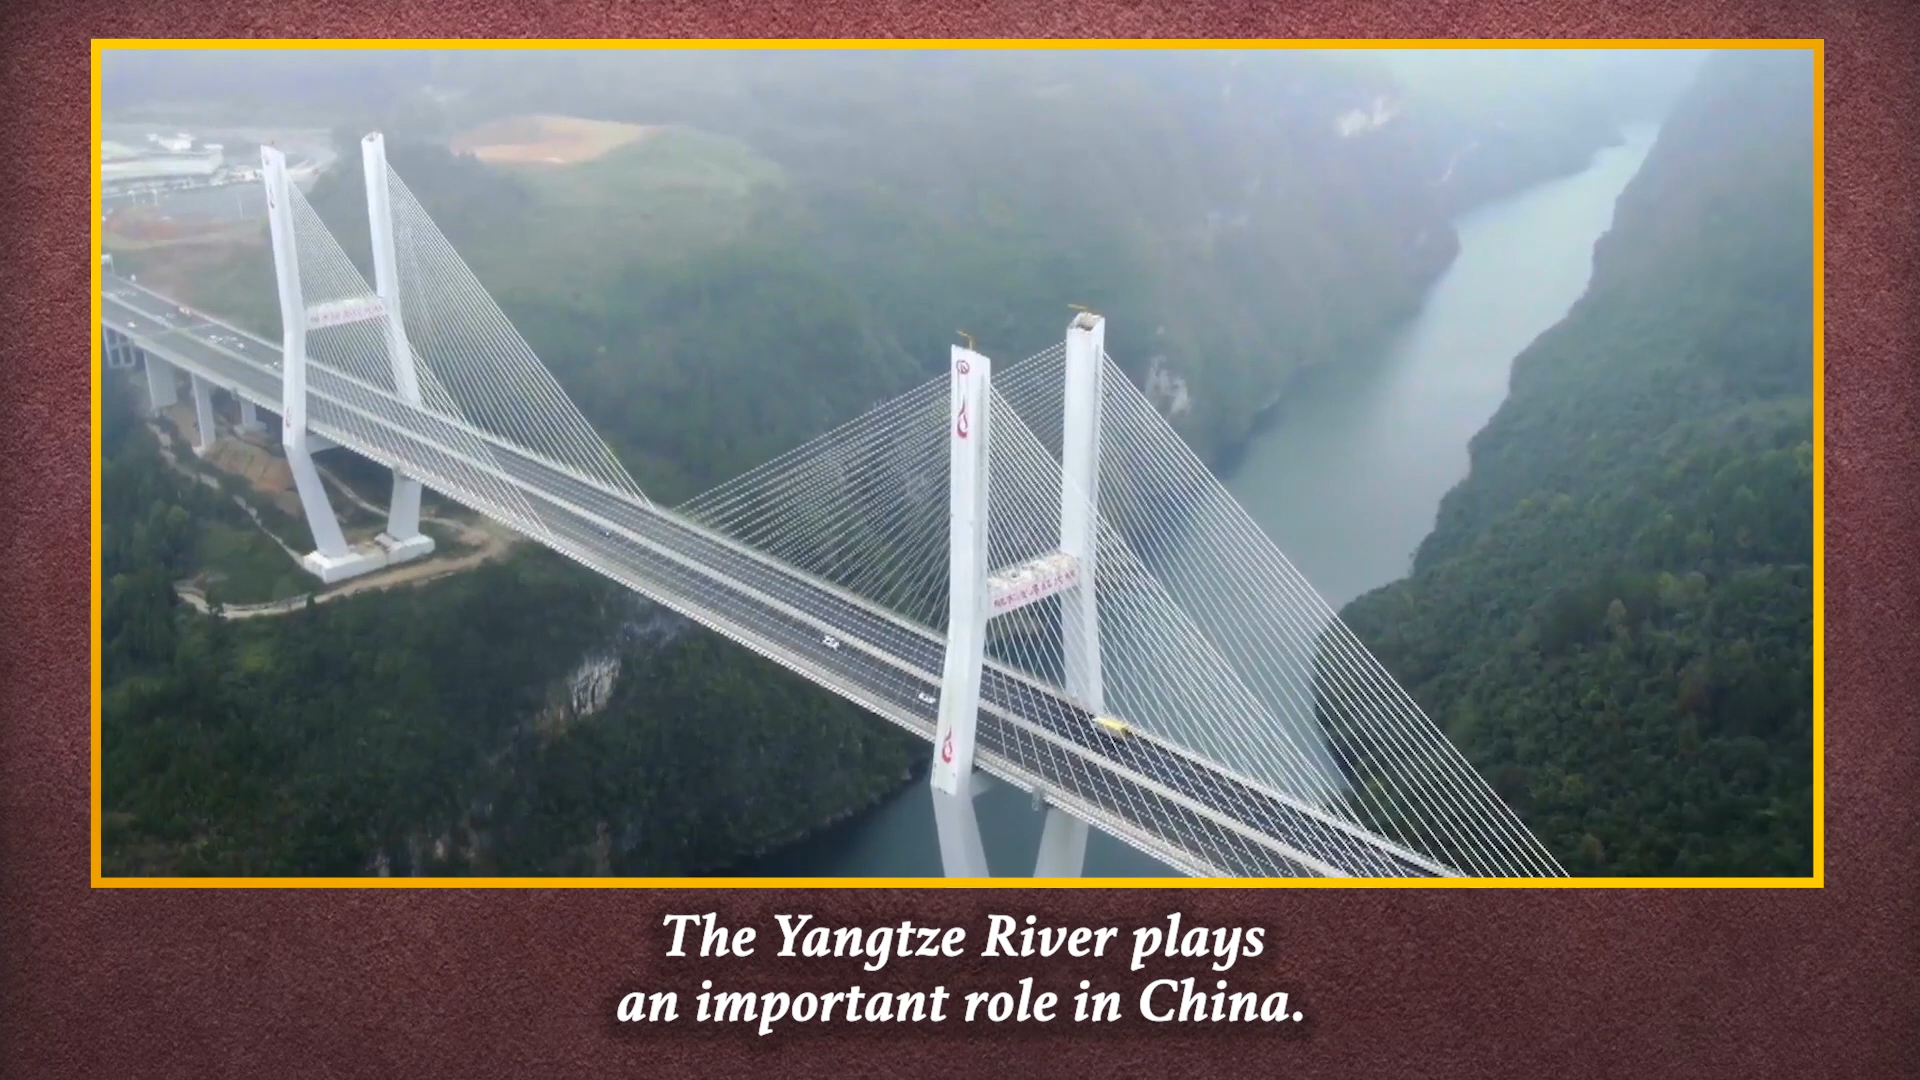 The Yangtze River plays
an important role in China.